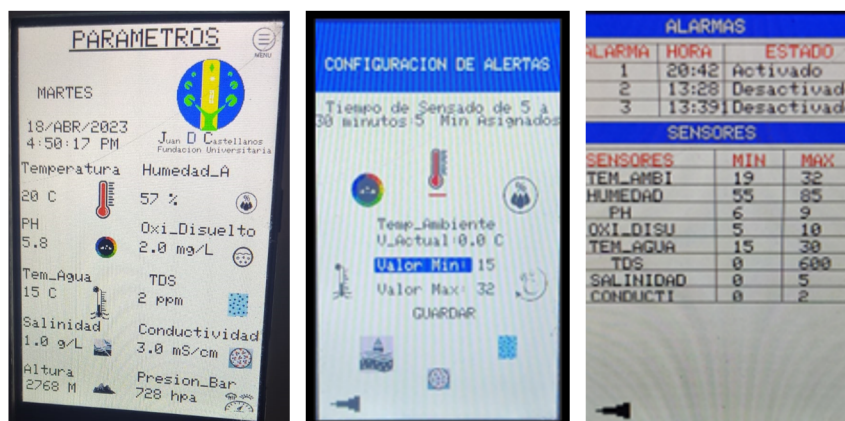 PARAMETROS
MENU
MARTES
18/ABR/2023
4:50:17 PM
Juan D Castellanos
Fundacion Universitaria
Temperatura Humedad_A
20 C 57 %
PH Oxi_Disuelto
5.8 2.0 mg/L
Tem_Agua TDS
15 C 2 ppm
Salinidad Conductividad
1.0 g/L 3.0 mS/cm
Altura Presion_Bar
2768 M 728 hpa
CONFIGURACION DE ALERTAS
Tiempo de Sensado de 5 a
30 minutos:5 Min Asignados
Temp_Ambiente
V_Actual:0.0 C
Valor Min: 15
Valor Max: 32
GUARDAR
ALARMAS
ALARMA HORA ESTADO
1 20:42 Activado
2 13:28 Desactivad
3 13:391Desactivad
SENSORES
SENSORES MIN MAX
TEM_AMBI 19 32
HUMEDAD 55 85
PH 6 9
OXI_DISU 5 10
TEM_AGUA 15 30
TDS 0 600
SALINIDAD 0 5
CONDUCTI 0 2